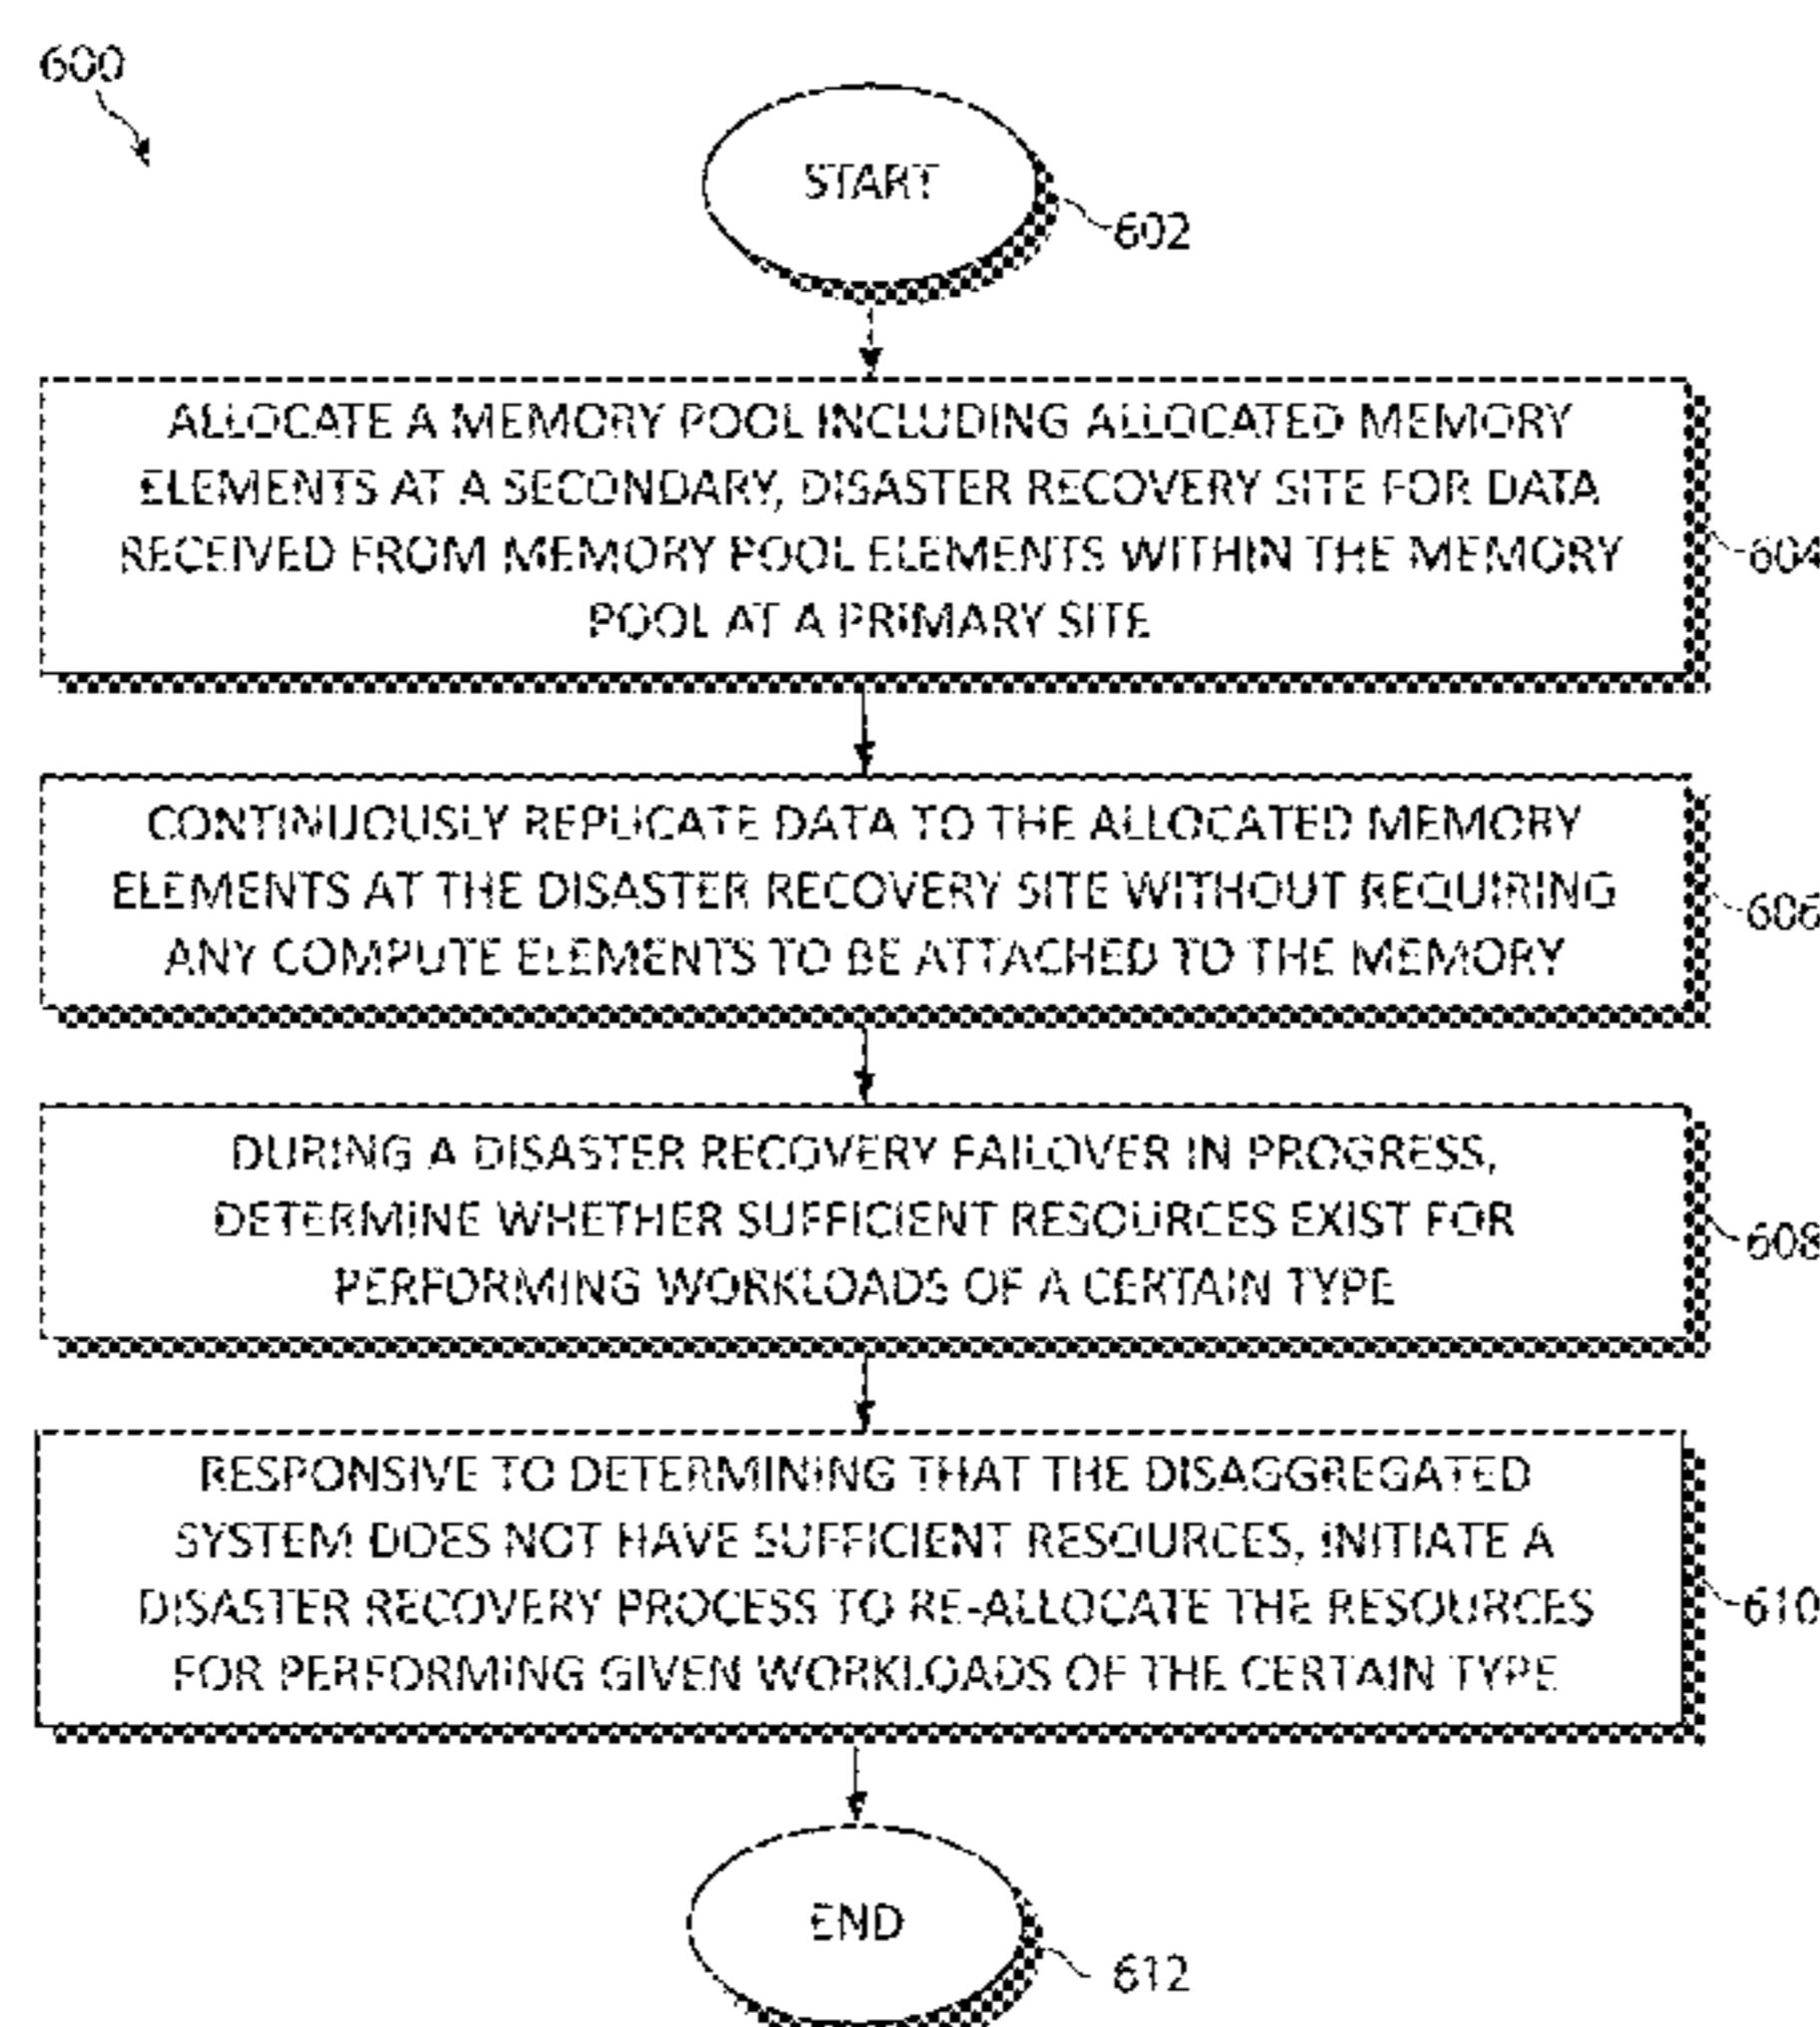 600
START
602
ALLOCATE A MEMORY POOL INCLUDING ALLOCATED MEMORY
ELEMENTS AT A SECONDARY, DISASTER RECOVERY SITE FOR DATA
RECEIVED FROM MEMORY POOL ELEMENTS WITHIN THE MEMORY
POOL AT A PRIMARY SITE
604
CONTINUOUSLY REPLICATE DATA TO THE ALLOCATED MEMORY
ELEMENTS AT THE DISASTER RECOVERY SITE WITHOUT REQUIRING
ANY COMPUTE ELEMENTS TO BE ATTACHED TO THE MEMORY
606
DURING A DISASTER RECOVERY FAILOVER IN PROGRESS,
DETERMINE WHETHER SUFFICIENT RESOURCES EXIST FOR
PERFORMING WORKLOADS OF A CERTAIN TYPE
608
RESPONSIVE TO DETERMINING THAT THE DISAGGREGATED
SYSTEM DOES NOT HAVE SUFFICIENT RESOURCES, INITIATE A
DISASTER RECOVERY PROCESS TO RE-ALLOCATE THE RESOURCES
FOR PERFORMING GIVEN WORKLOADS OF THE CERTAIN TYPE
610
END
612